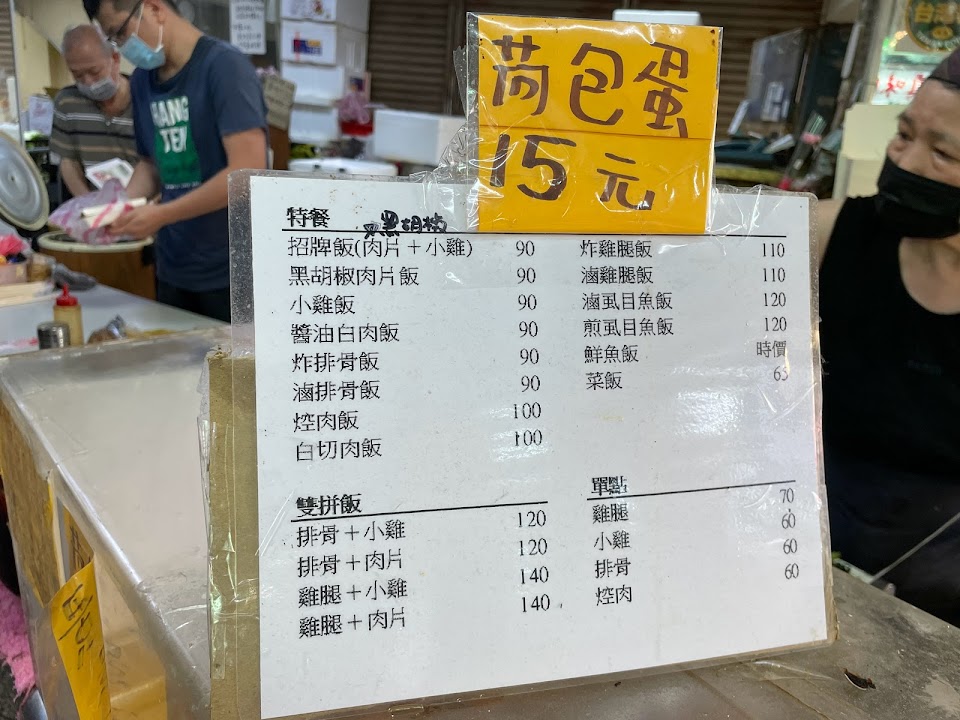 荷包蛋
15元
特餐 黑胡椒
招牌飯(肉片＋小雞) 90
黑胡椒肉片飯 90
小雞飯 90
醬油白肉飯 90
炸排骨飯 90
滷排骨飯 90
焢肉飯 100
白切肉飯 100
炸雞腿飯 110
滷雞腿飯 110
滷虱目魚飯 120
煎虱目魚飯 120
鮮魚飯 時價
菜飯 65
雙拼飯
排骨＋小雞 120
排骨＋肉片 120
雞腿＋小雞 140
雞腿＋肉片 140
單點
雞腿 70
小雞 60
排骨 60
焢肉 60
HANG
TEN
台灣